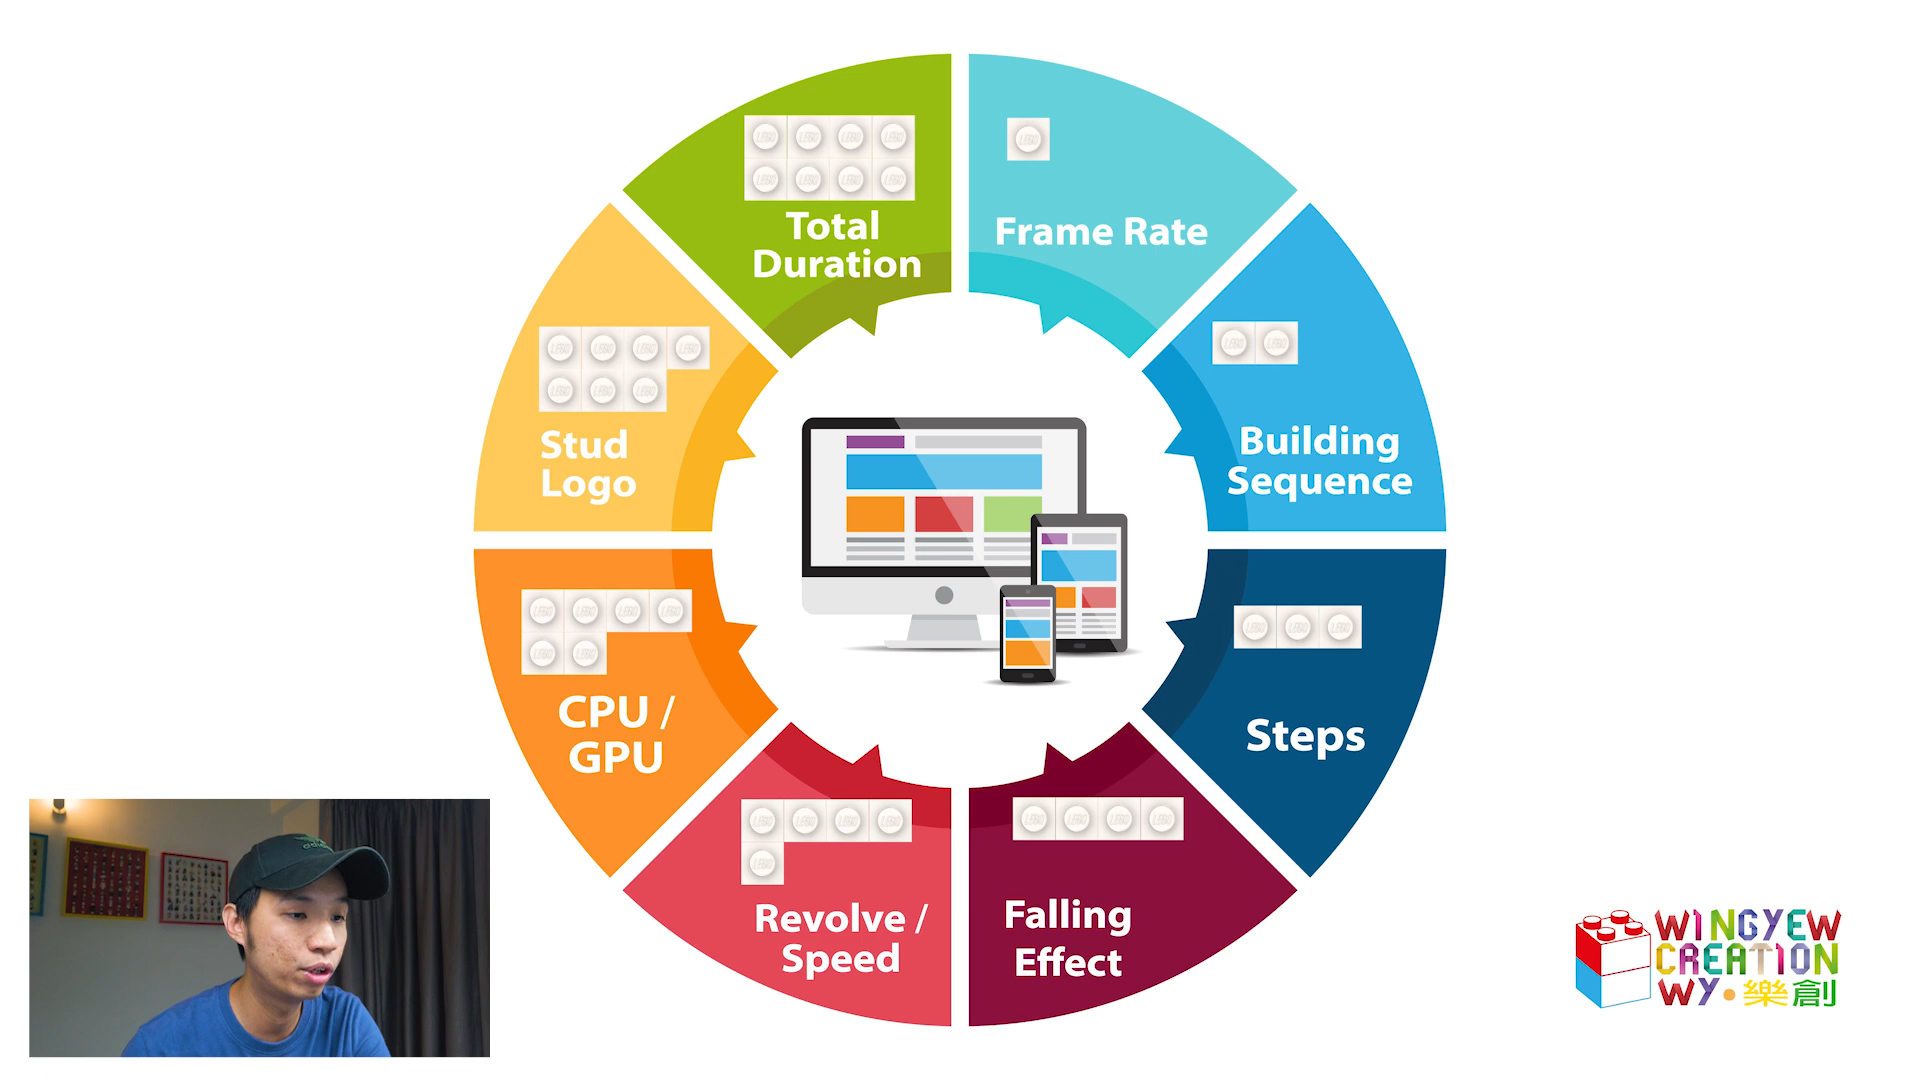 Total
Duration
Frame Rate
Building
Sequence
Steps
Falling
Effect
Revolve /
Speed
CPU /
GPU
Stud
Logo
WINGYEW
CREATION
WY•樂創